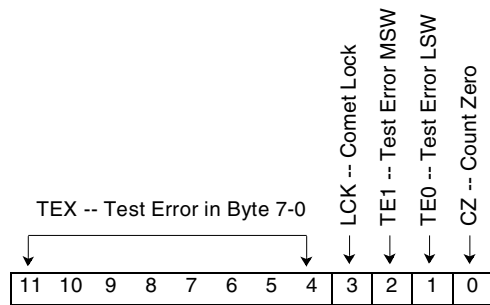 LCK -- Comet Lock
TE1 -- Test Error MSW
TE0 -- Test Error LSW
CZ -- Count Zero
TEX -- Test Error in Byte 7-0
11 10 9 8 7 6 5 4 3 2 1 0